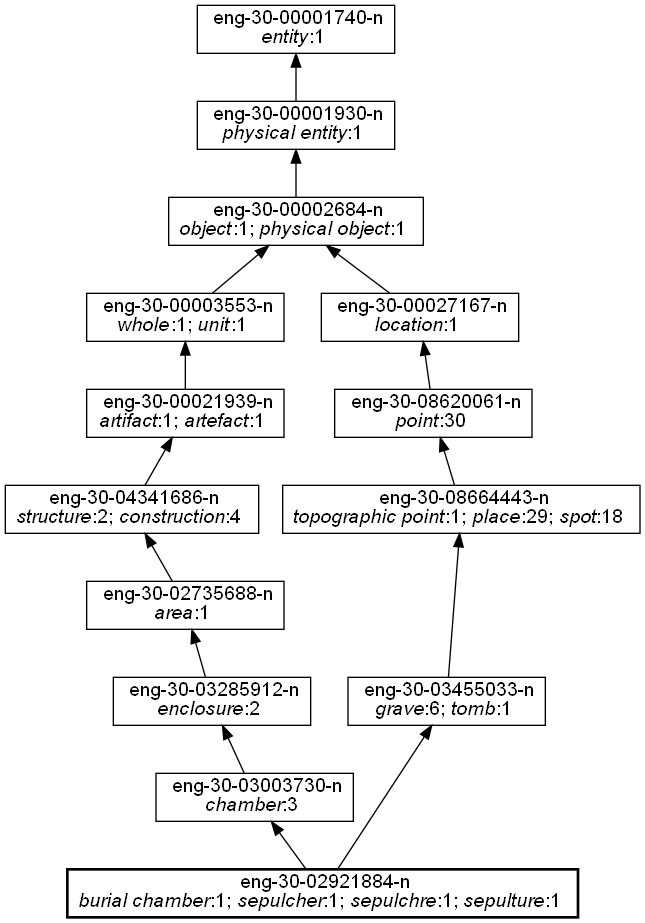 eng-30-00001740-n
entity:1
eng-30-00001930-n
physical entity:1
eng-30-00002684-n
object:1; physical object:1
eng-30-00003553-n
whole:1; unit:1
eng-30-00027167-n
location:1
eng-30-00021939-n
artifact:1; artefact:1
eng-30-08620061-n
point:30
eng-30-04341686-n
structure:2; construction:4
eng-30-08664443-n
topographic point:1; place:29; spot:18
eng-30-02735688-n
area:1
eng-30-03285912-n
enclosure:2
eng-30-03455033-n
grave:6; tomb:1
eng-30-03003730-n
chamber:3
eng-30-02921884-n
burial chamber:1; sepulcher:1; sepulchre:1; sepulture:1